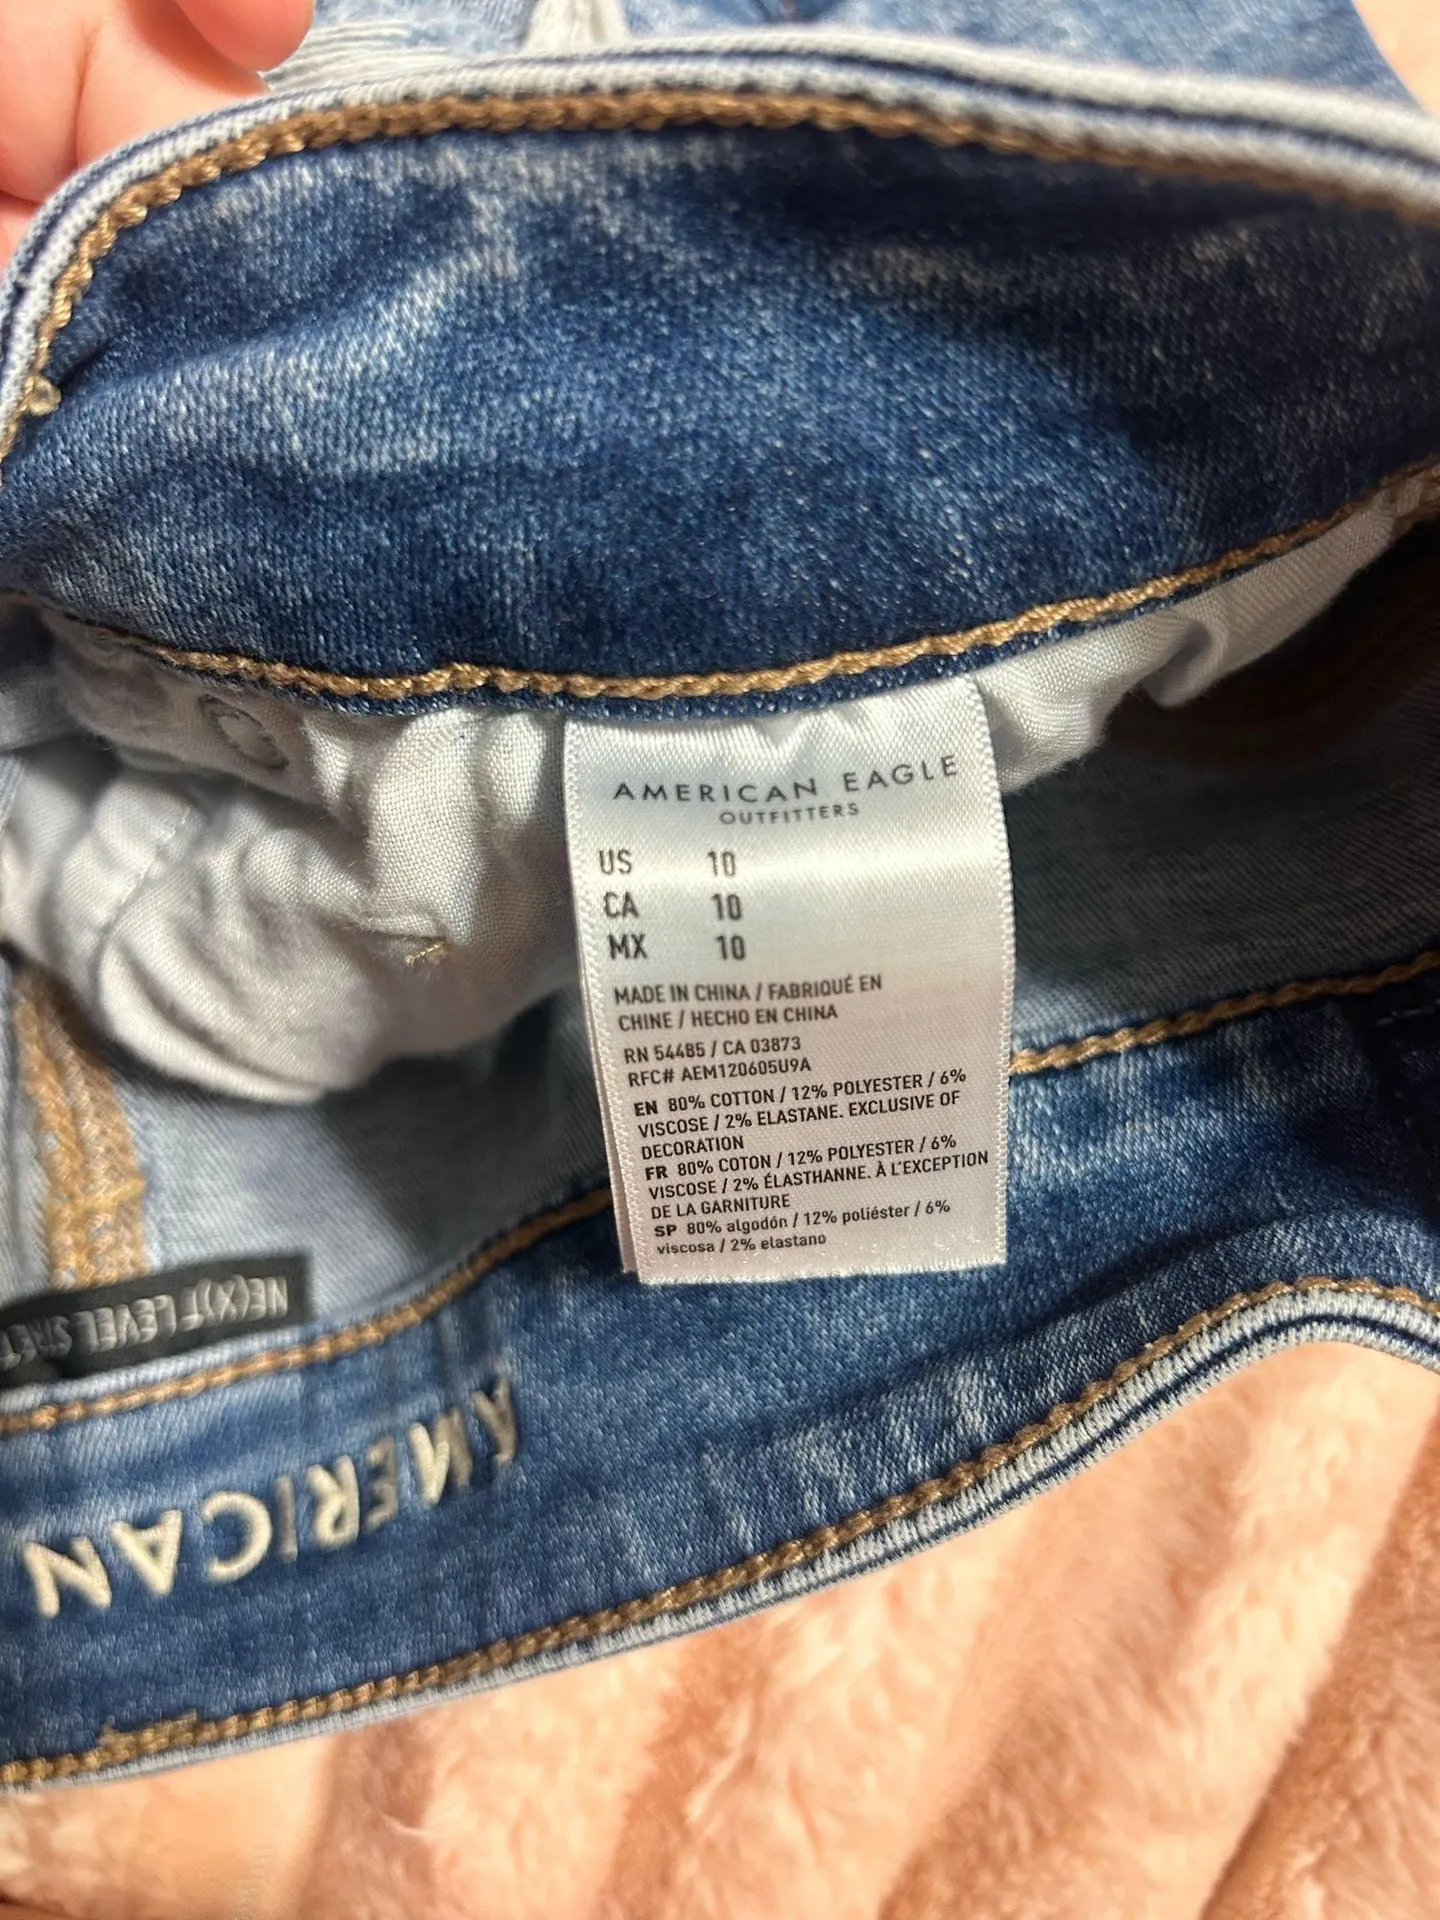 AMERICAN EAGLE
OUTFITTERS
US 10
CA 10
MX 10
MADE IN CHINA / FABRIQUÉ EN
CHINE / HECHO EN CHINA
RN 54485 / CA 03873
RFC# AEM120605U9A
EN 80% COTTON / 12% POLYESTER / 6%
VISCOSE / 2% ELASTANE. EXCLUSIVE OF
DECORATION
FR 80% COTON / 12% POLYESTER / 6%
VISCOSE / 2% ÉLASTHANNE. À L'EXCEPTION
DE LA GARNITURE
SP 80% algodón / 12% poliéster / 6%
viscosa / 2% elastano
NE(X)T LEVEL
AMERICAN